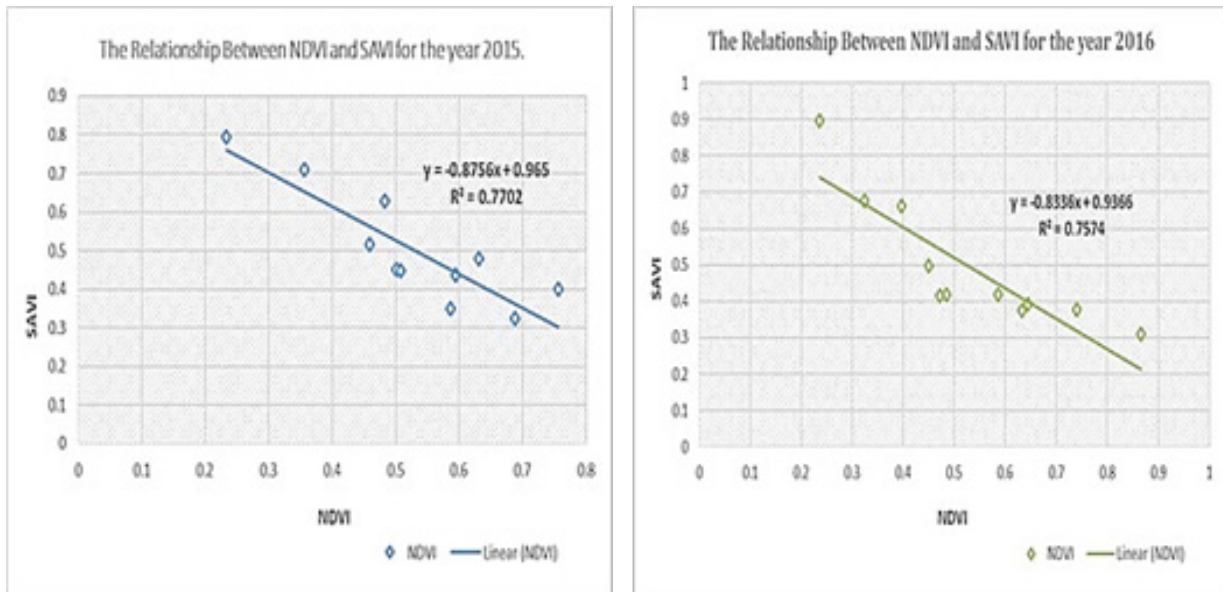 The Relationship Between NDVI and SAVI for the year 2015.
0.9
0.8
0.7
0.6
0.5
0.4
0.3
0.2
0.1
0
SAVI
y = -0.8756x + 0.965
R² = 0.7702
0 0.1 0.2 0.3 0.4 0.5 0.6 0.7 0.8
NDVI
NDVI Linear (NDVI)
The Relationship Between NDVI and SAVI for the year 2016
1
0.9
0.8
0.7
0.6
0.5
0.4
0.3
0.2
0.1
0
SAVI
y = -0.8336x + 0.9366
R² = 0.7574
0 0.1 0.2 0.3 0.4 0.5 0.6 0.7 0.8 0.9 1
NDVI
NDVI Linear (NDVI)